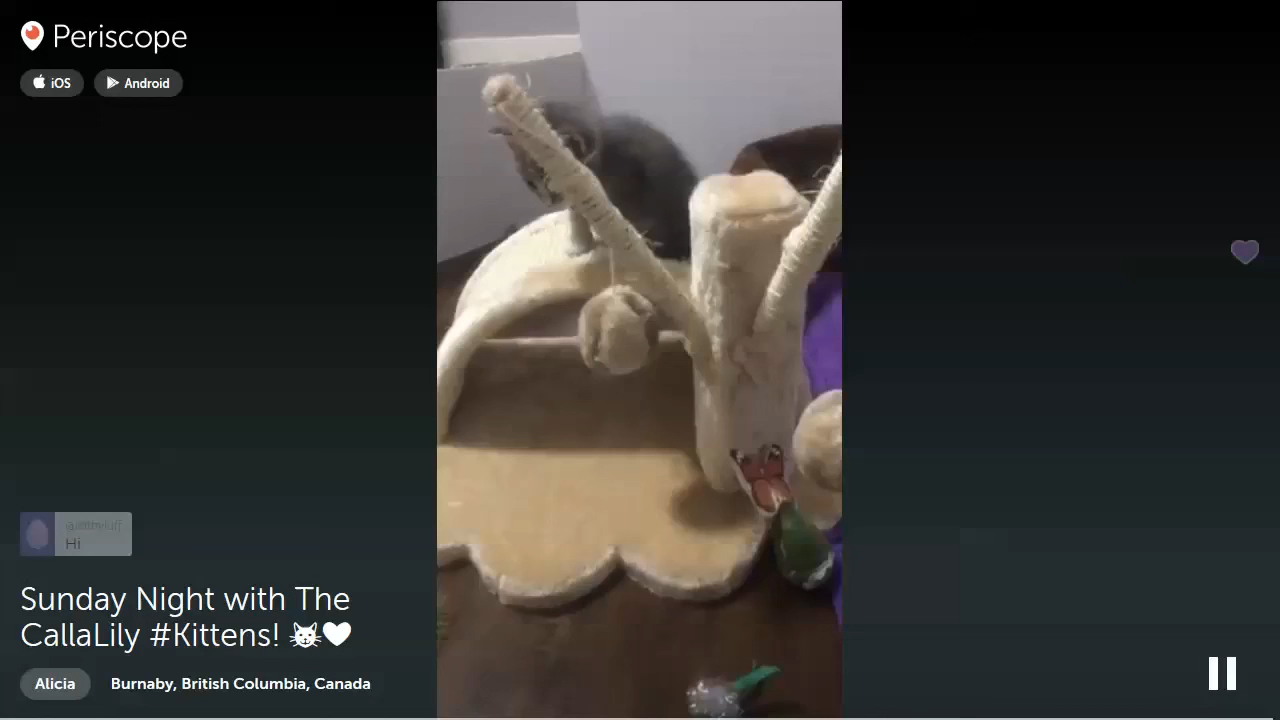 Periscope
iOS
Android
Hi
Sunday Night with The
CallaLily #Kittens!
Alicia
Burnaby, British Columbia, Canada